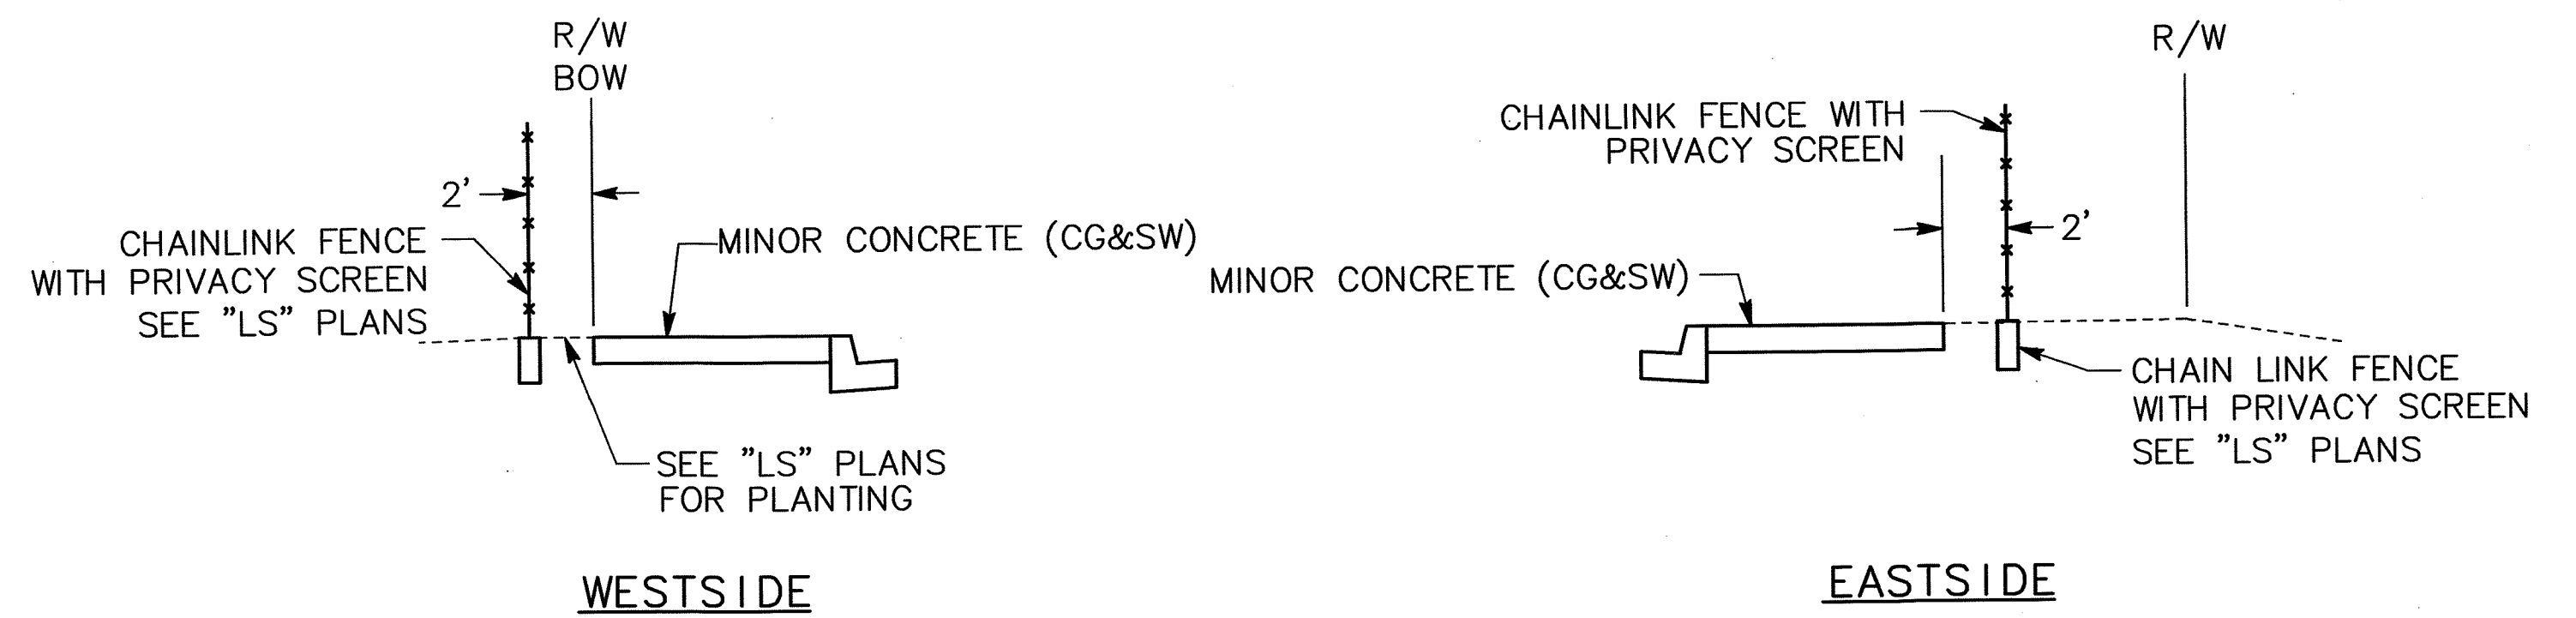 R/W
BOW
2'
CHAINLINK FENCE
WITH PRIVACY SCREEN
SEE "LS" PLANS
MINOR CONCRETE (CG&SW)
SEE "LS" PLANS
FOR PLANTING
WESTSIDE
R/W
CHAINLINK FENCE WITH
PRIVACY SCREEN
2'
MINOR CONCRETE (CG&SW)
CHAIN LINK FENCE
WITH PRIVACY SCREEN
SEE "LS" PLANS
EASTSIDE